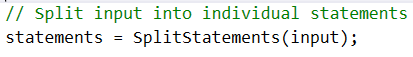 // Split input into individual statements
statements = SplitStatements(input);